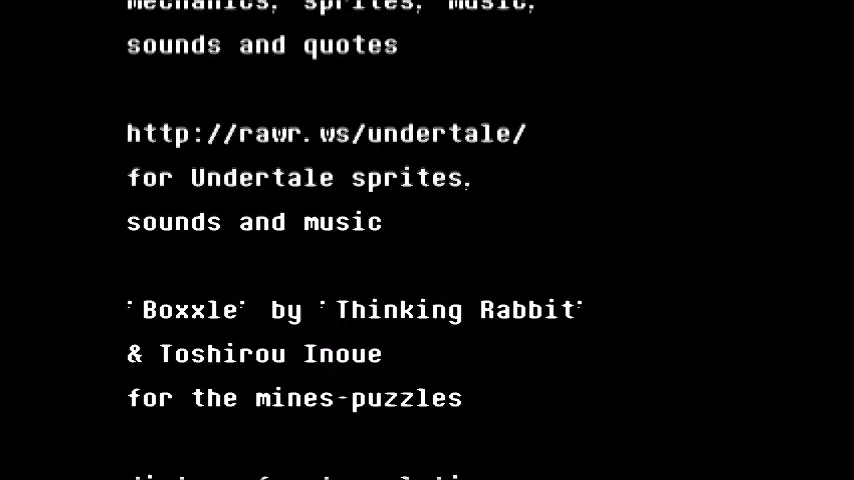 mechanics, sprites, music,
sounds and quotes
http://rawr.ws/undertale/
for Undertale sprites,
sounds and music
"Boxxle" by "Thinking Rabbit"
& Toshirou Inoue
for the mines-puzzles